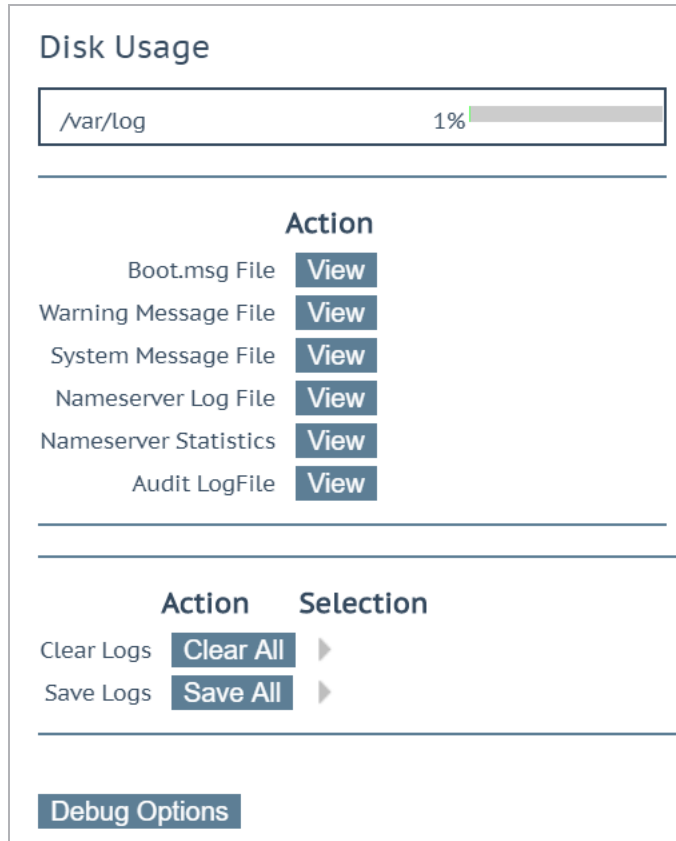 Disk Usage
/var/log 1%
Action
Boot.msg File View
Warning Message File View
System Message File View
Nameserver Log File View
Nameserver Statistics View
Audit LogFile View
Action Selection
Clear Logs Clear All
Save Logs Save All
Debug Options